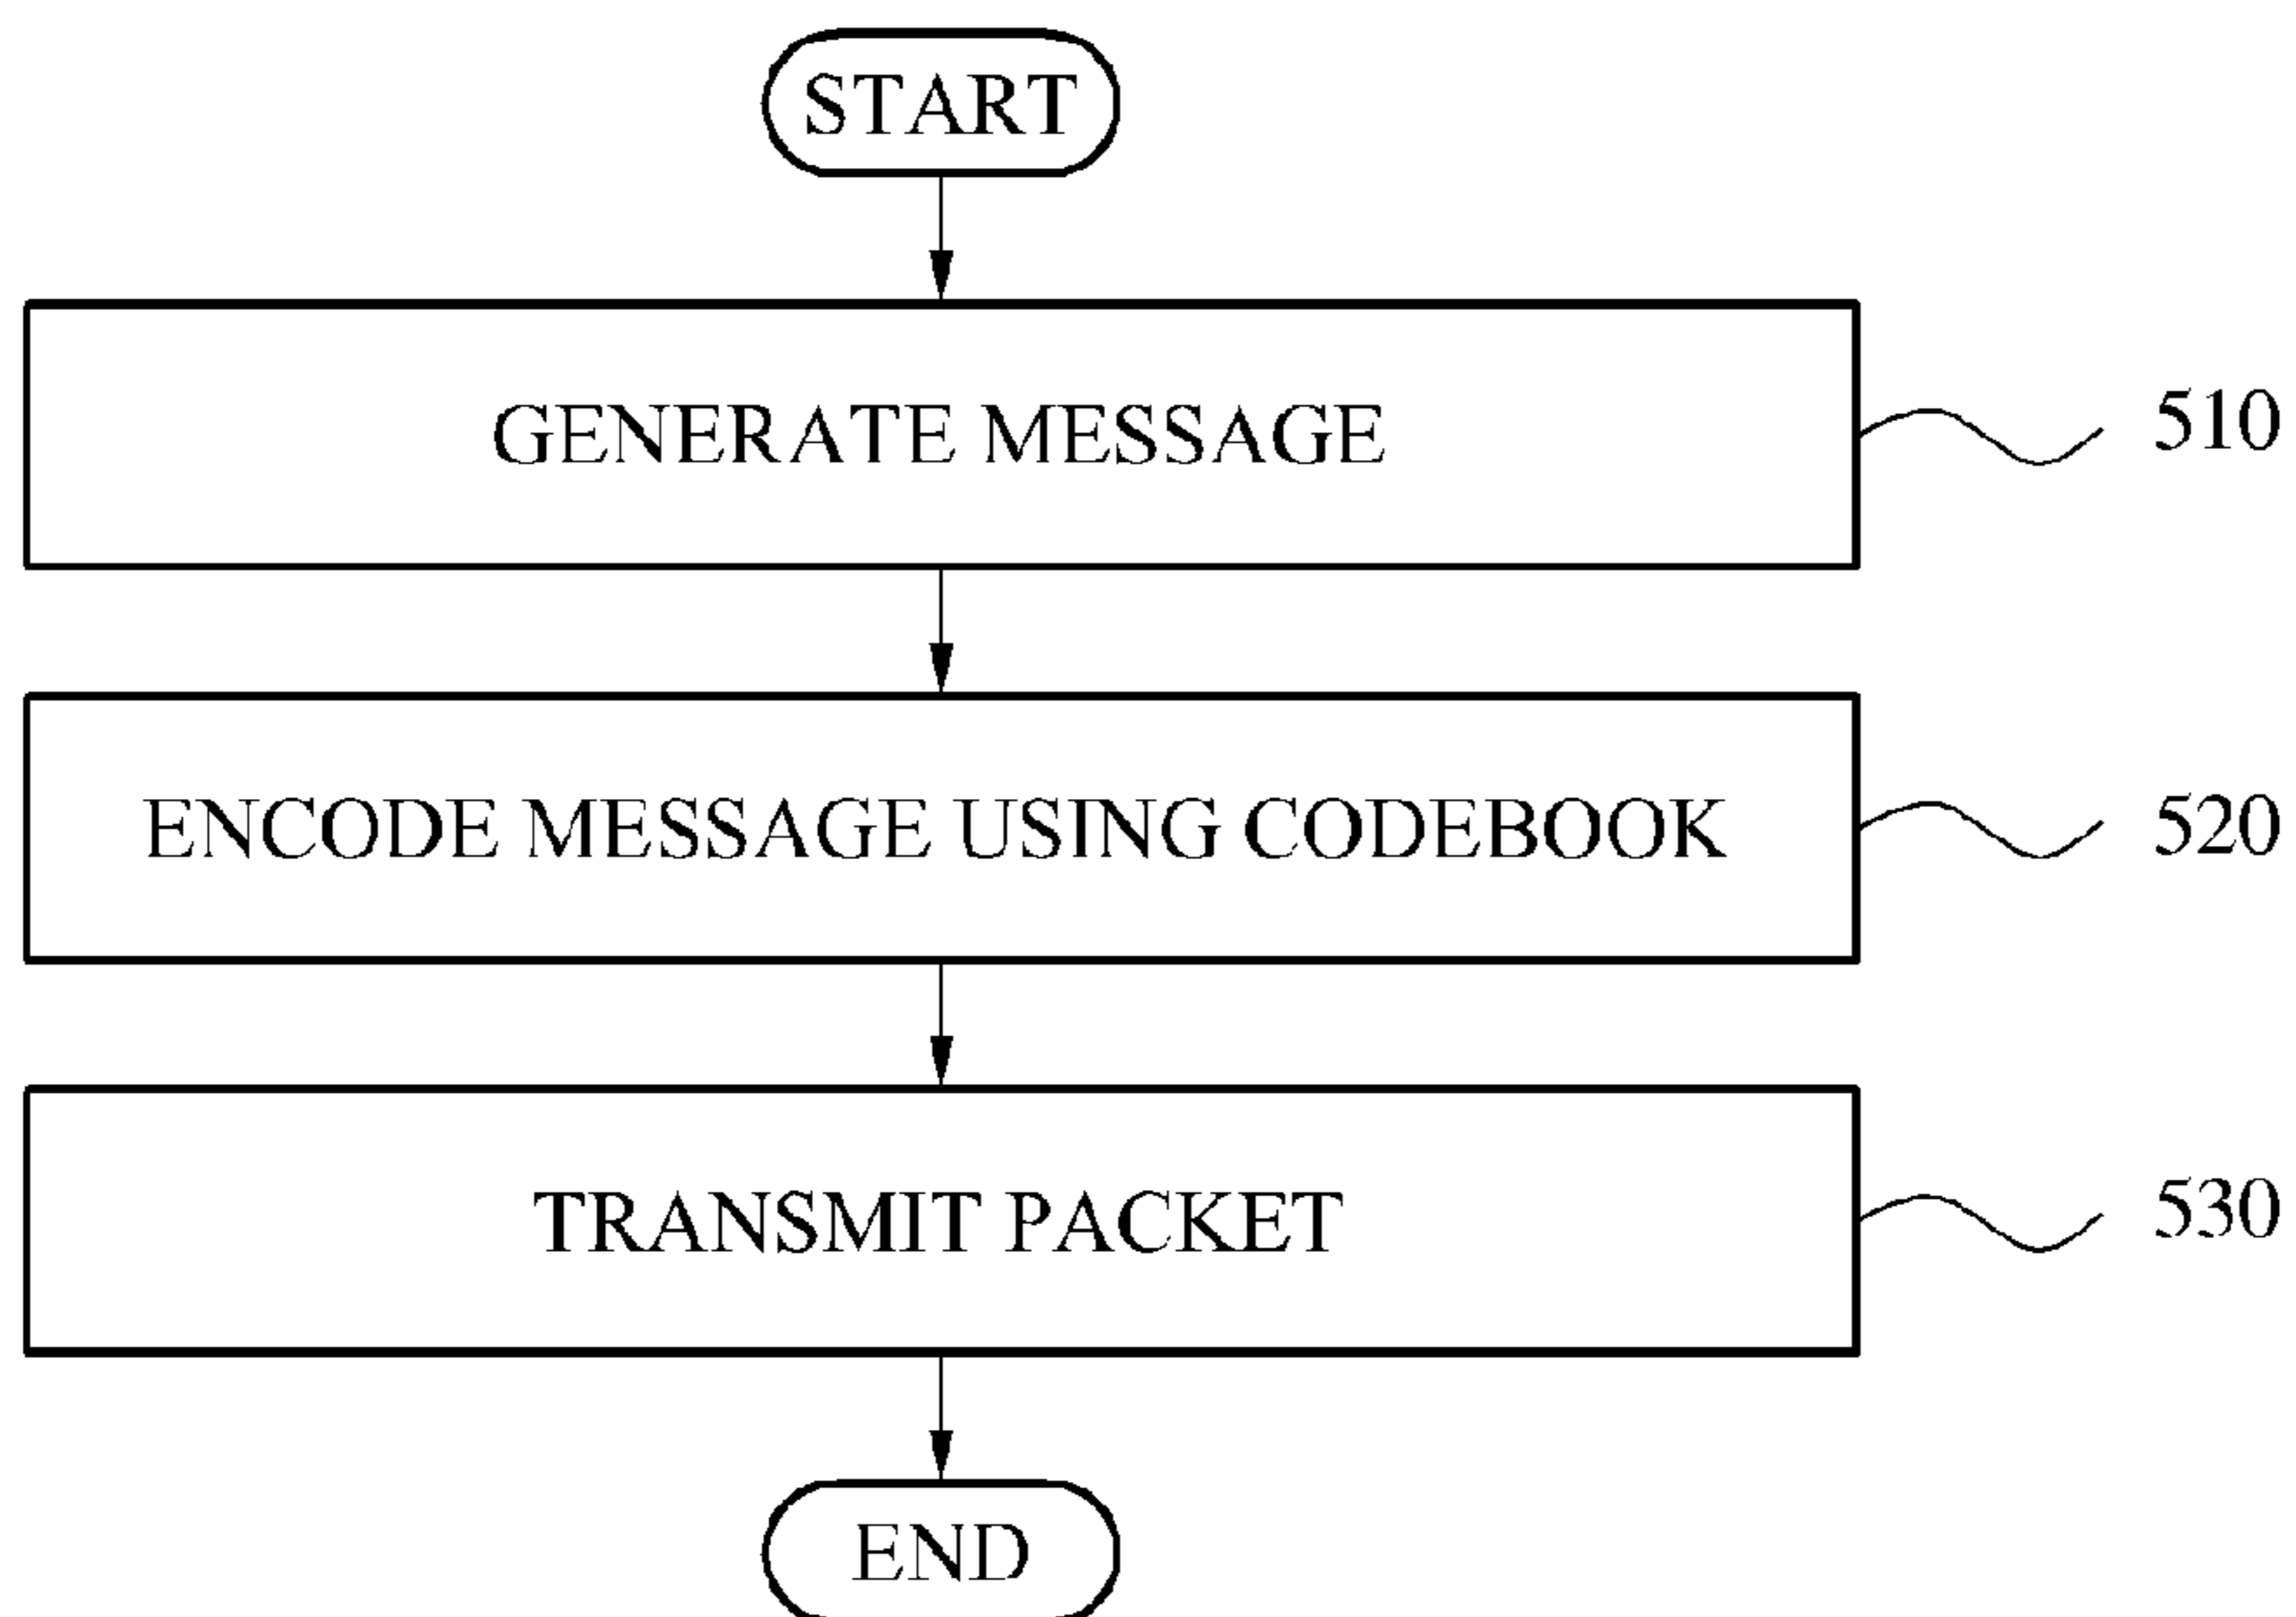 START
GENERATE MESSAGE
510
ENCODE MESSAGE USING CODEBOOK
520
TRANSMIT PACKET
530
END